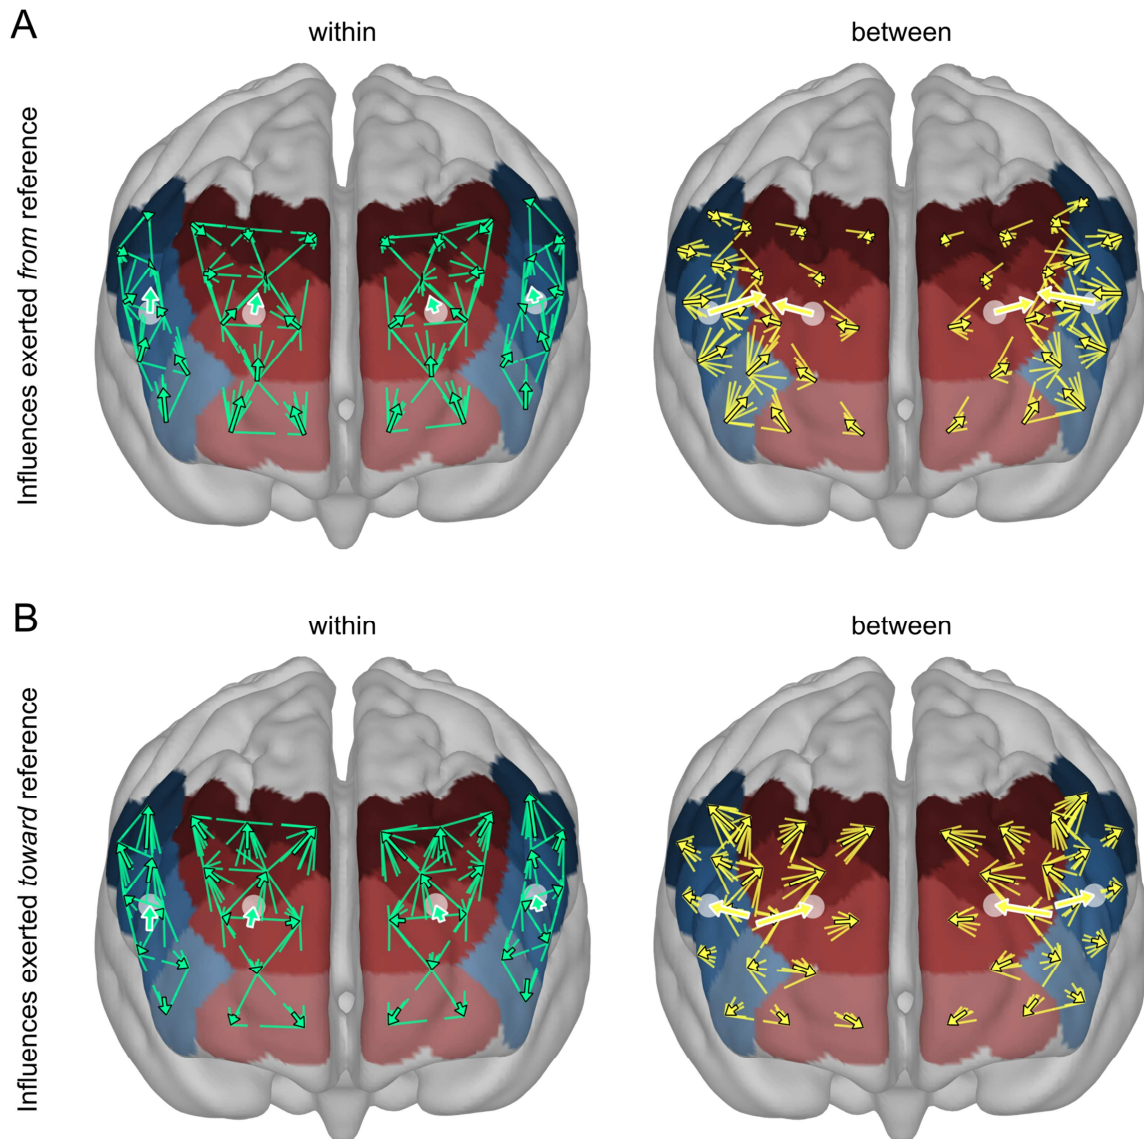 A
within
between
Influences exerted from reference
B
within
between
Influences exerted toward reference